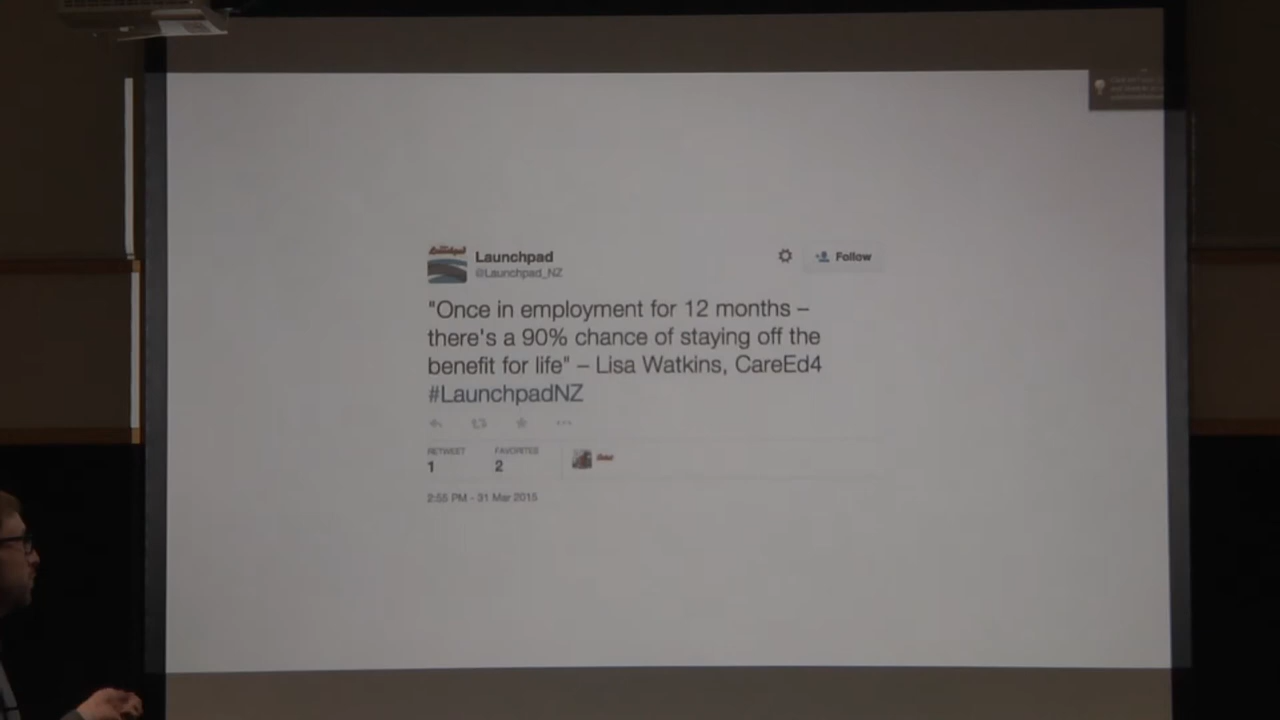 Launchpad
@Launchpad_NZ
Follow
"Once in employment for 12 months –
there's a 90% chance of staying off the
benefit for life" – Lisa Watkins, CareEd4
#LaunchpadNZ
RETWEET
FAVORITES
1
2
2:55 PM - 31 Mar 2015